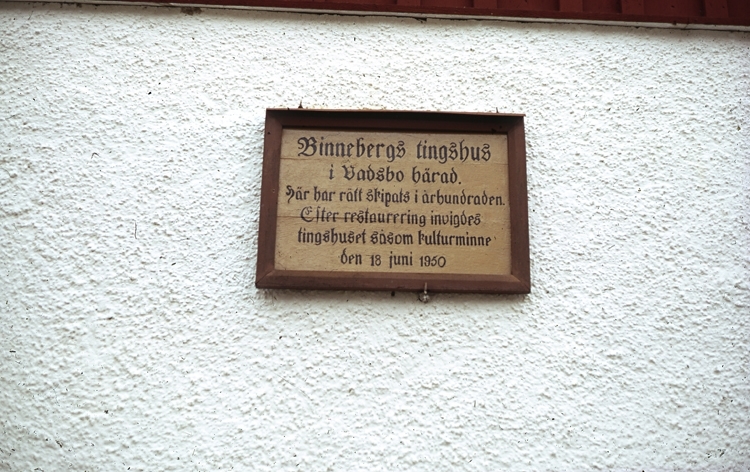 Binnebergs tingshus
i Vadsbo härad.
Här har rätt skipats i århundraden.
Efter restaurering invigdes
tingshuset såsom kulturminne
den 18 juni 1950